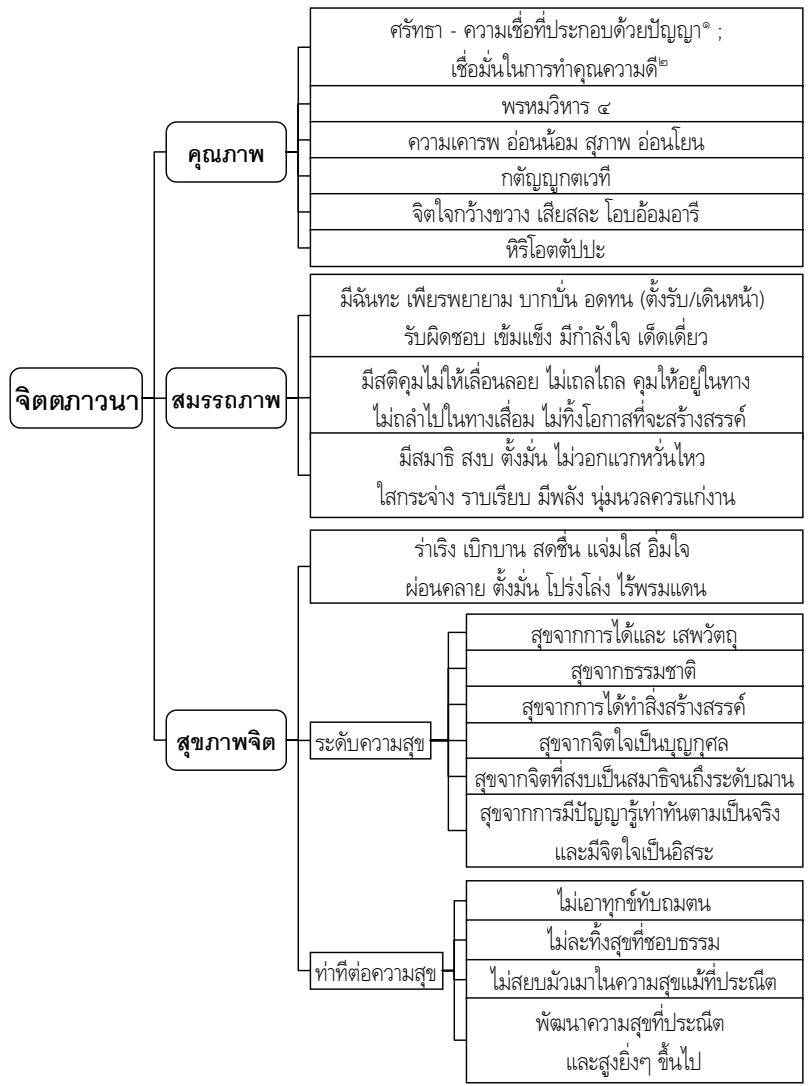 จิตตภาวนา
คุณภาพ
ศรัทธา - ความเชื่อที่ประกอบด้วยปัญญา๑ ;
เชื่อมั่นในการทำคุณความดี๒
พรหมวิหาร ๔
ความเคารพ อ่อนน้อม สุภาพ อ่อนโยน
กตัญญูกตเวที
จิตใจกว้างขวาง เสียสละ โอบอ้อมอารี
หิริโอตตัปปะ
สมรรถภาพ
มีฉันทะ เพียรพยายาม บากบั่น อดทน (ตั้งรับ/เดินหน้า)
รับผิดชอบ เข้มแข็ง มีกำลังใจ เด็ดเดี่ยว
มีสติคุมไม่ให้เลื่อนลอย ไม่เถลไถล คุมให้อยู่ในทาง
ไม่ถลำไปในทางเสื่อม ไม่ทิ้งโอกาสที่จะสร้างสรรค์
มีสมาธิ สงบ ตั้งมั่น ไม่วอกแวกหวั่นไหว
ใสกระจ่าง ราบเรียบ มีพลัง นุ่มนวลควรแก่งาน
สุขภาพจิต
ร่าเริง เบิกบาน สดชื่น แจ่มใส อิ่มใจ
ผ่อนคลาย ตั้งมั่น โปร่งโล่ง ไร้พรมแดน
ระดับความสุข
สุขจากการได้และ เสพวัตถุ
สุขจากธรรมชาติ
สุขจากการได้ทำสิ่งสร้างสรรค์
สุขจากจิตใจเป็นบุญกุศล
สุขจากจิตที่สงบเป็นสมาธิจนถึงระดับฌาน
สุขจากการมีปัญญารู้เท่าทันตามเป็นจริง
และมีจิตใจเป็นอิสระ
ท่าทีต่อความสุข
ไม่เอาทุกข์ทับถมตน
ไม่ละทิ้งสุขที่ชอบธรรม
ไม่สยบมัวเมาในความสุขแม้ที่ประณีต
พัฒนาความสุขที่ประณีต
และสูงยิ่งๆ ขึ้นไป